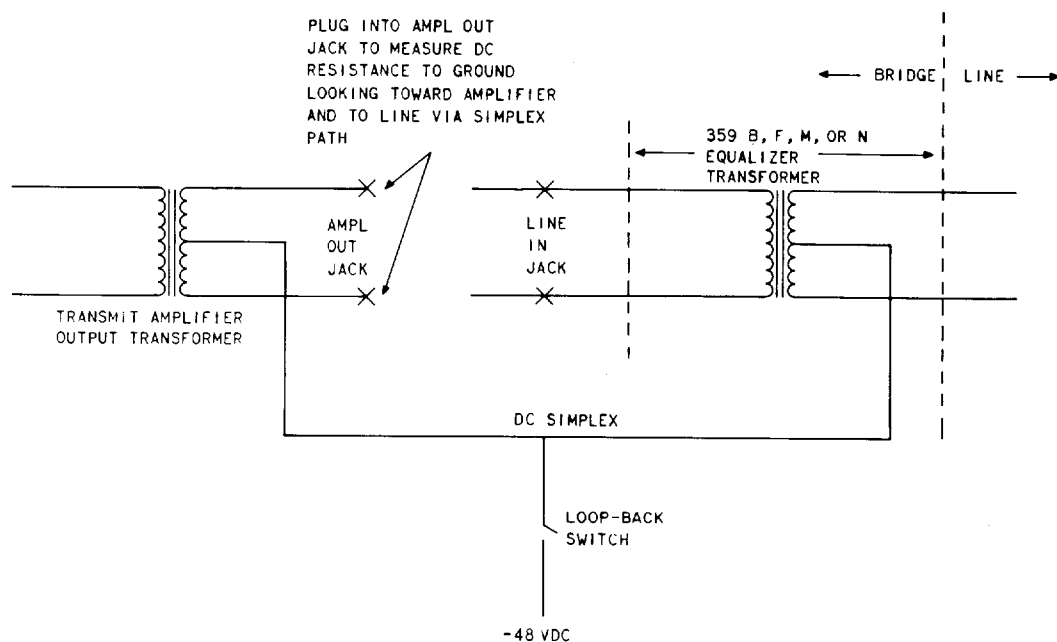 PLUG INTO AMPL OUT
JACK TO MEASURE DC
RESISTANCE TO GROUND
LOOKING TOWARD AMPLIFIER
AND TO LINE VIA SIMPLEX
PATH
BRIDGE
LINE
359 B, F, M, OR N
EQUALIZER
TRANSFORMER
AMPL
OUT
JACK
LINE
IN
JACK
TRANSMIT AMPLIFIER
OUTPUT TRANSFORMER
DC SIMPLEX
LOOP-BACK
SWITCH
-48 VDC